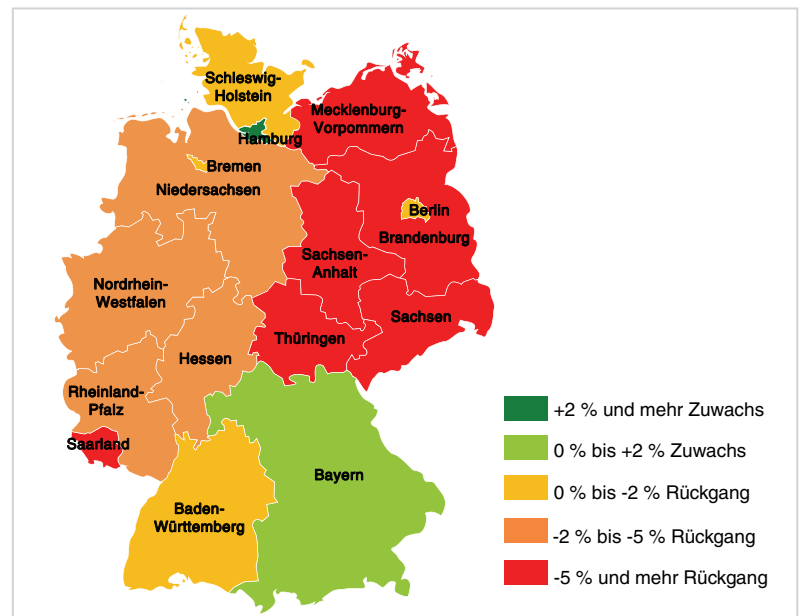 Schleswig-
Holstein
Mecklenburg-
Vorpommern
Hamburg
Bremen
Niedersachsen
Berlin
Brandenburg
Sachsen-
Anhalt
Nordrhein-
Westfalen
Sachsen
Thüringen
Hessen
Rheinland-
Pfalz
Saarland
Bayern
Baden-
Württemberg
+2 % und mehr Zuwachs
0 % bis +2 % Zuwachs
0 % bis -2 % Rückgang
-2 % bis -5 % Rückgang
-5 % und mehr Rückgang